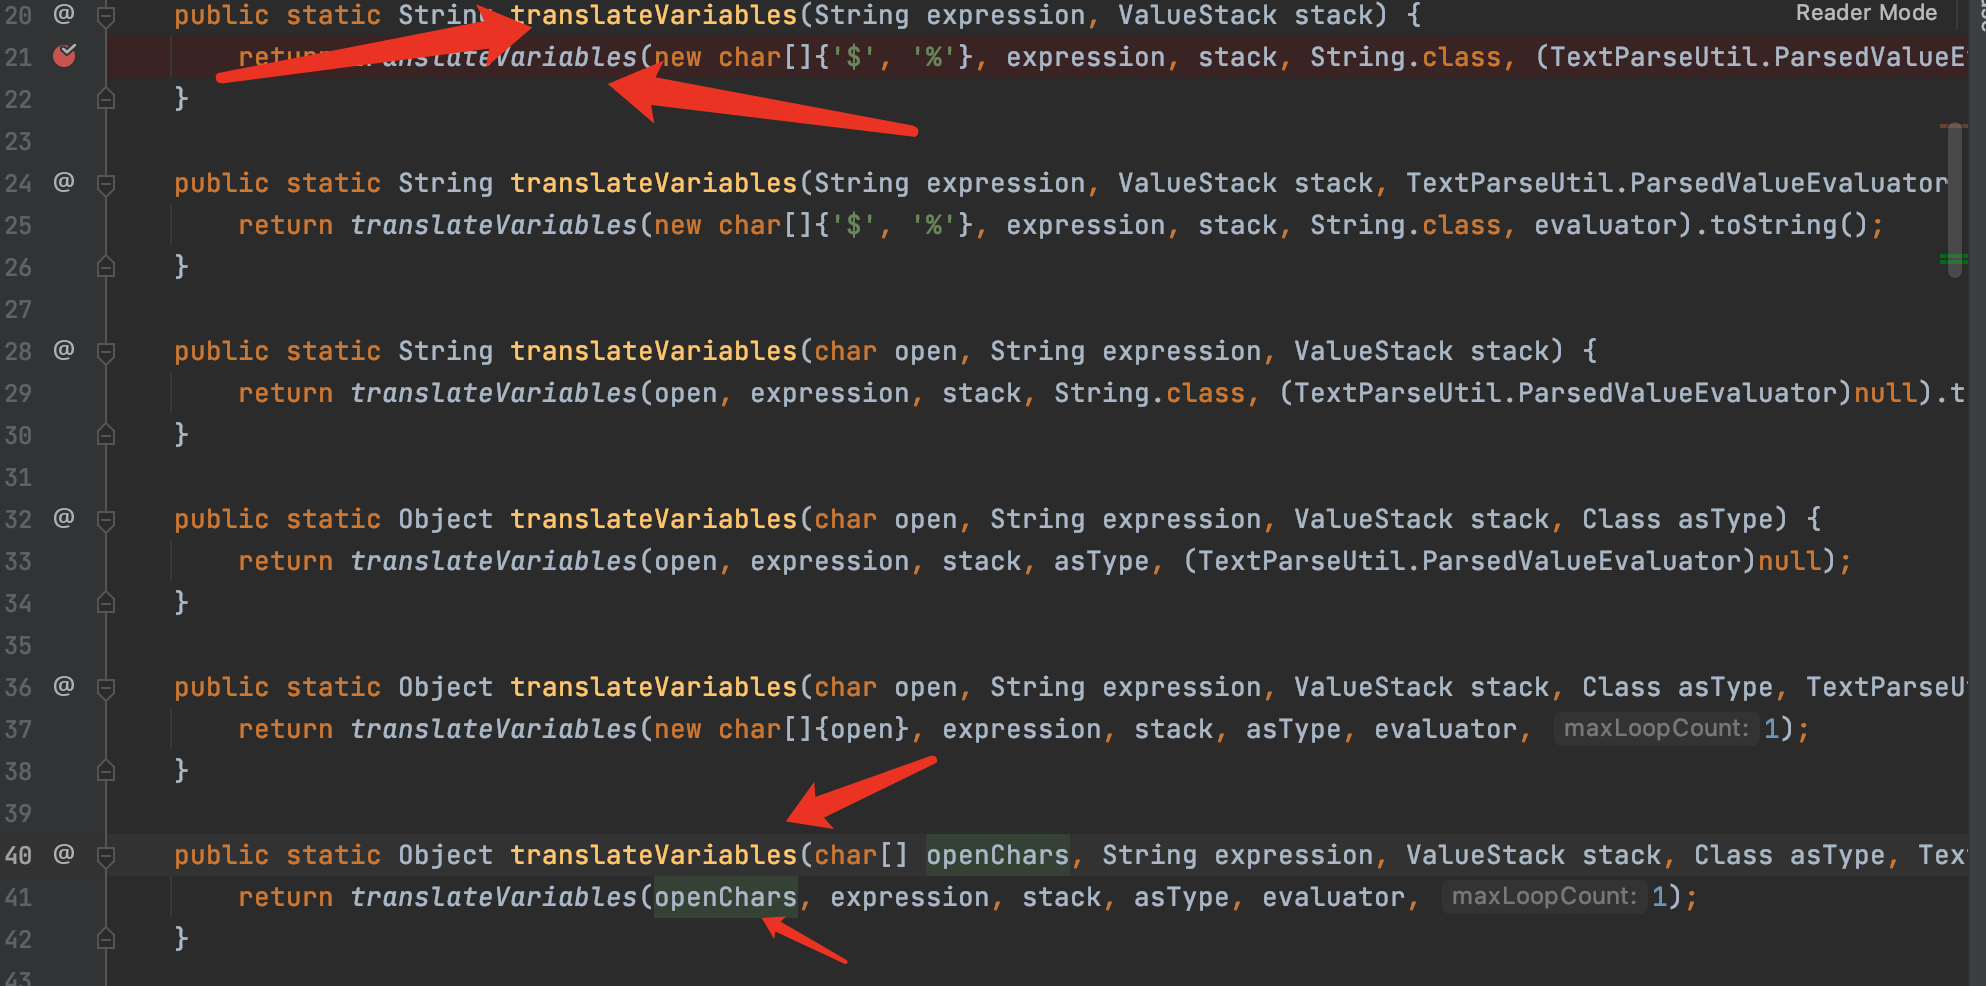 Reader Mode
20 @ public static String translateVariables(String expression, ValueStack stack) {
21 return translateVariables(new char[]{'$', '%'}, expression, stack, String.class, (TextParseUtil.ParsedValueE
22 }
23
24 @ public static String translateVariables(String expression, ValueStack stack, TextParseUtil.ParsedValueEvaluator
25 return translateVariables(new char[]{'$', '%'}, expression, stack, String.class, evaluator).toString();
26 }
27
28 @ public static String translateVariables(char open, String expression, ValueStack stack) {
29 return translateVariables(open, expression, stack, String.class, (TextParseUtil.ParsedValueEvaluator)null).t
30 }
31
32 @ public static Object translateVariables(char open, String expression, ValueStack stack, Class asType) {
33 return translateVariables(open, expression, stack, asType, (TextParseUtil.ParsedValueEvaluator)null);
34 }
35
36 @ public static Object translateVariables(char open, String expression, ValueStack stack, Class asType, TextParseU
37 return translateVariables(new char[]{open}, expression, stack, asType, evaluator, maxLoopCount: 1);
38 }
39
40 @ public static Object translateVariables(char[] openChars, String expression, ValueStack stack, Class asType, Tex
41 return translateVariables(openChars, expression, stack, asType, evaluator, maxLoopCount: 1);
42 }
43